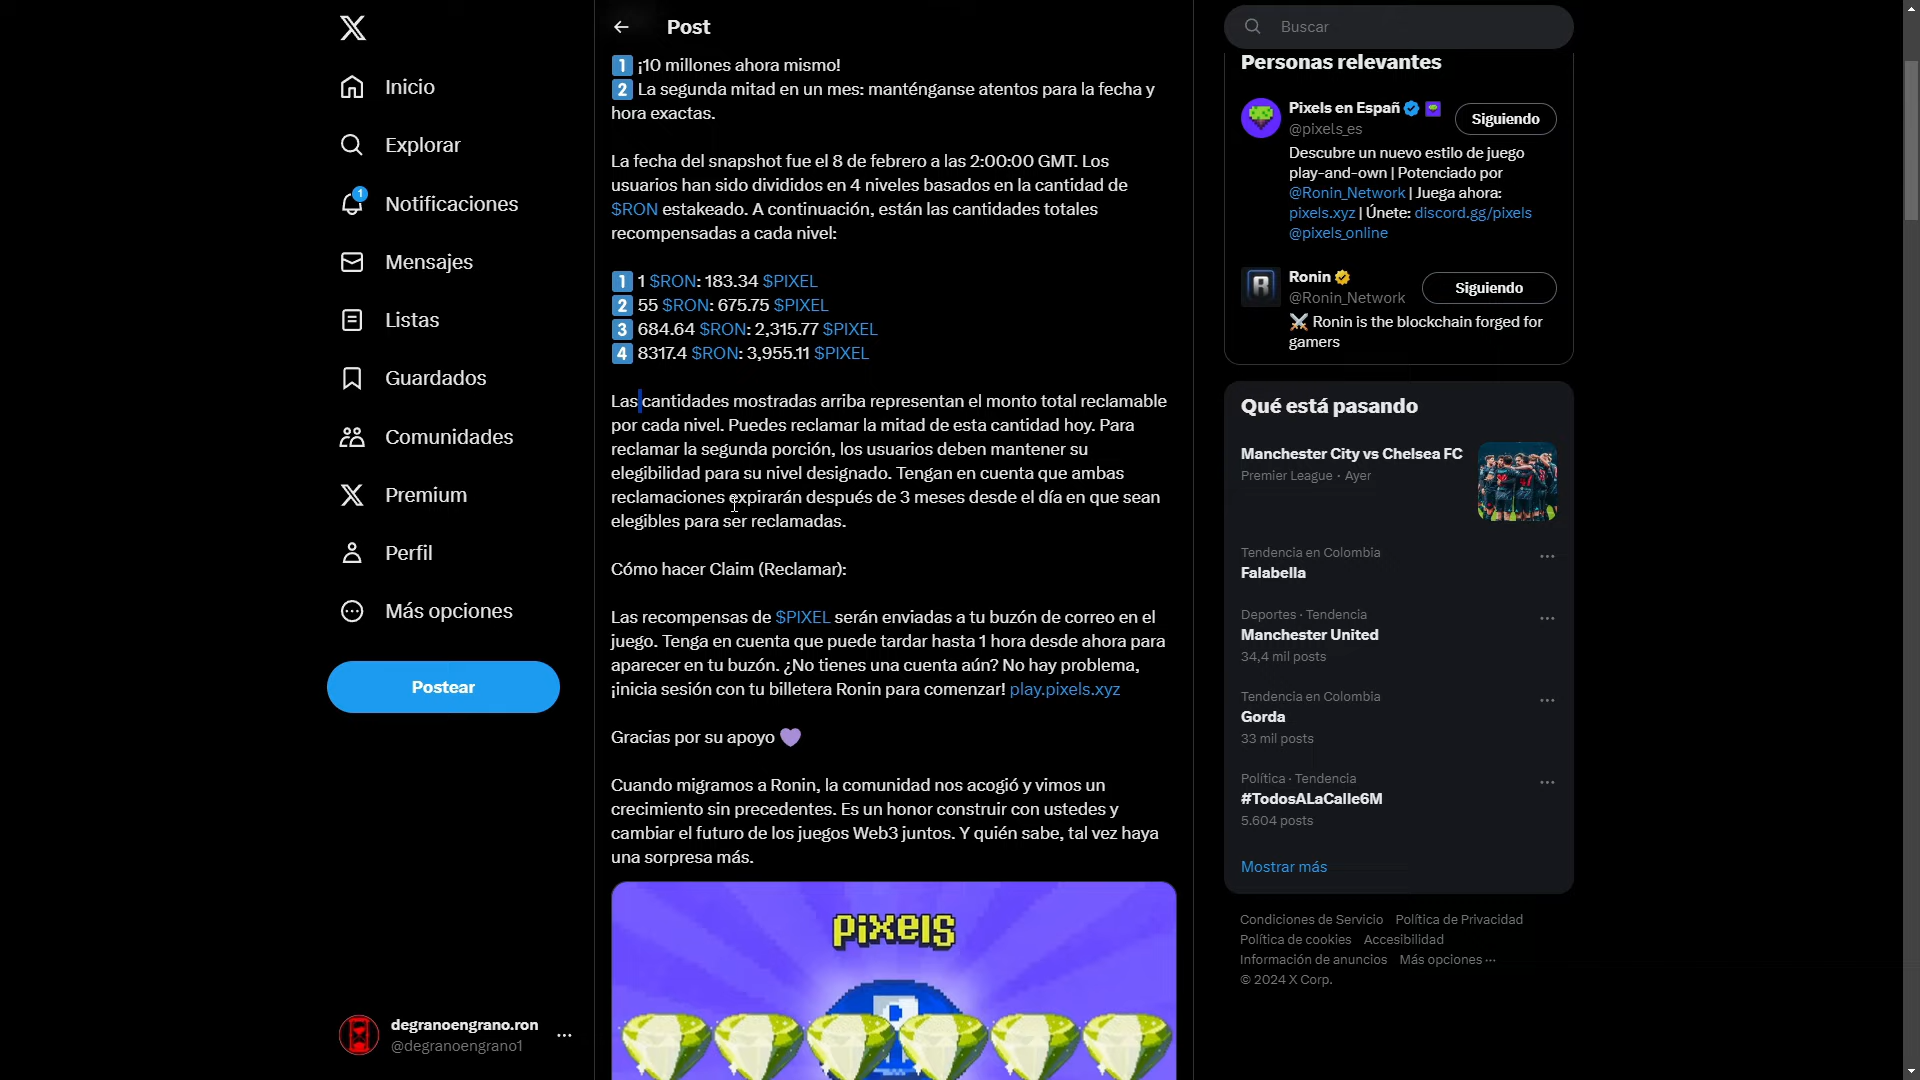 Inicio
Explorar
1
Notificaciones
Mensajes
Listas
Guardados
Comunidades
Premium
Perfil
Más opciones
Postear
degranoengrano.ron
@degranoengrano1
Post
1 ¡10 millones ahora mismo!
2 La segunda mitad en un mes: manténganse atentos para la fecha y
hora exactas.
La fecha del snapshot fue el 8 de febrero a las 2:00:00 GMT. Los
usuarios han sido divididos en 4 niveles basados en la cantidad de
$RON estakeado. A continuación, están las cantidades totales
recompensadas a cada nivel:
1 1 $RON: 183.34 $PIXEL
2 55 $RON: 675.75 $PIXEL
3 684.64 $RON: 2,315.77 $PIXEL
4 8317.4 $RON: 3,955.11 $PIXEL
Las cantidades mostradas arriba representan el monto total reclamable
por cada nivel. Puedes reclamar la mitad de esta cantidad hoy. Para
reclamar la segunda porción, los usuarios deben mantener su
elegibilidad para su nivel designado. Tengan en cuenta que ambas
reclamaciones expirarán después de 3 meses desde el día en que sean
elegibles para ser reclamadas.
Cómo hacer Claim (Reclamar):
Las recompensas de $PIXEL serán enviadas a tu buzón de correo en el
juego. Tenga en cuenta que puede tardar hasta 1 hora desde ahora para
aparecer en tu buzón. ¿No tienes una cuenta aún? No hay problema,
¡inicia sesión con tu billetera Ronin para comenzar! play.pixels.xyz
Gracias por su apoyo
Cuando migramos a Ronin, la comunidad nos acogió y vimos un
crecimiento sin precedentes. Es un honor construir con ustedes y
cambiar el futuro de los juegos Web3 juntos. Y quién sabe, tal vez haya
una sorpresa más.
pixels
Buscar
Personas relevantes
Pixels en Españ
@pixels_es
Siguiendo
Descubre un nuevo estilo de juego
play-and-own | Potenciado por
@Ronin_Network | Juega ahora:
pixels.xyz | Únete: discord.gg/pixels
@pixels_online
Ronin
@Ronin_Network
Siguiendo
Ronin is the blockchain forged for
gamers
Qué está pasando
Manchester City vs Chelsea FC
Premier League · Ayer
Tendencia en Colombia
Falabella
Deportes · Tendencia
Manchester United
34,4 mil posts
Tendencia en Colombia
Gorda
33 mil posts
Política · Tendencia
#TodosALaCalle6M
5.604 posts
Mostrar más
Condiciones de Servicio Política de Privacidad
Política de cookies Accesibilidad
Información de anuncios Más opciones ···
© 2024 X Corp.